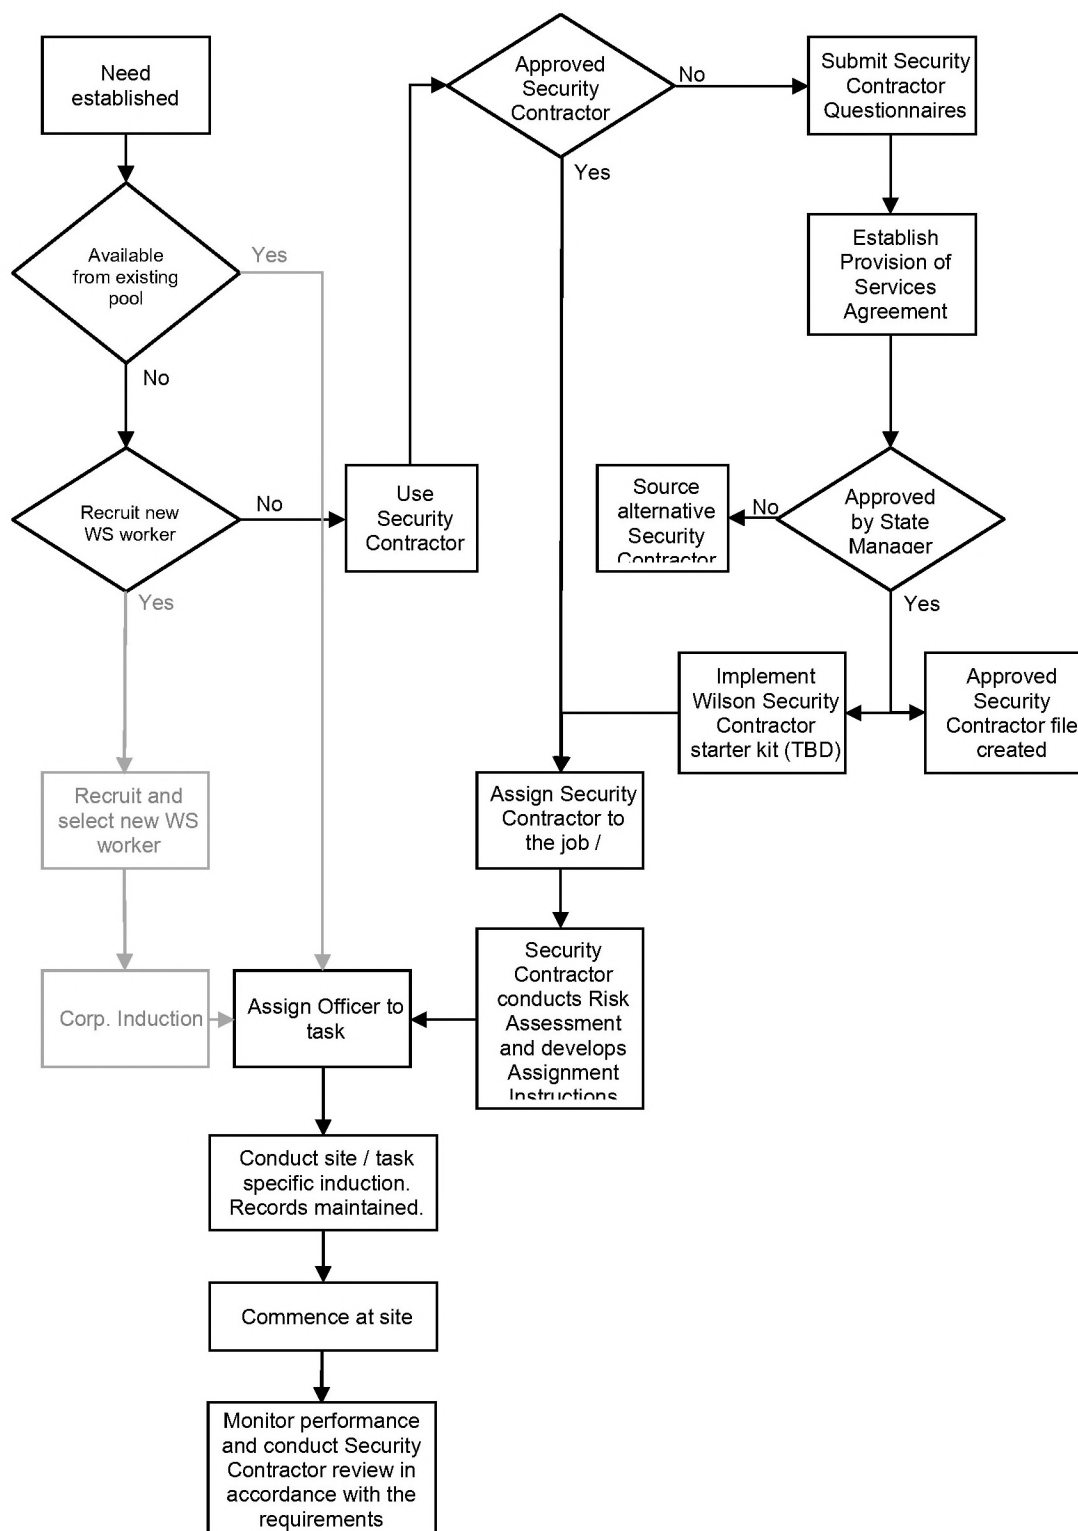 Need
established
Available
from existing
pool
Yes
No
Recruit new
WS worker
No
Yes
Use
Security
Contractor
Approved
Security
Contractor
No
Yes
Submit Security
Contractor
Questionnaires
Establish
Provision of
Services
Agreement
Approved
by State
Manager
No
Yes
Source
alternative
Security
Contractor
Implement
Wilson Security
Contractor
starter kit (TBD)
Approved
Security
Contractor file
created
Recruit and
select new WS
worker
Corp. Induction
Assign Security
Contractor to
the job /
Security
Contractor
conducts Risk
Assessment
and develops
Assignment
Instructions
Assign Officer to
task
Conduct site / task
specific induction.
Records maintained.
Commence at site
Monitor performance
and conduct Security
Contractor review in
accordance with the
requirements